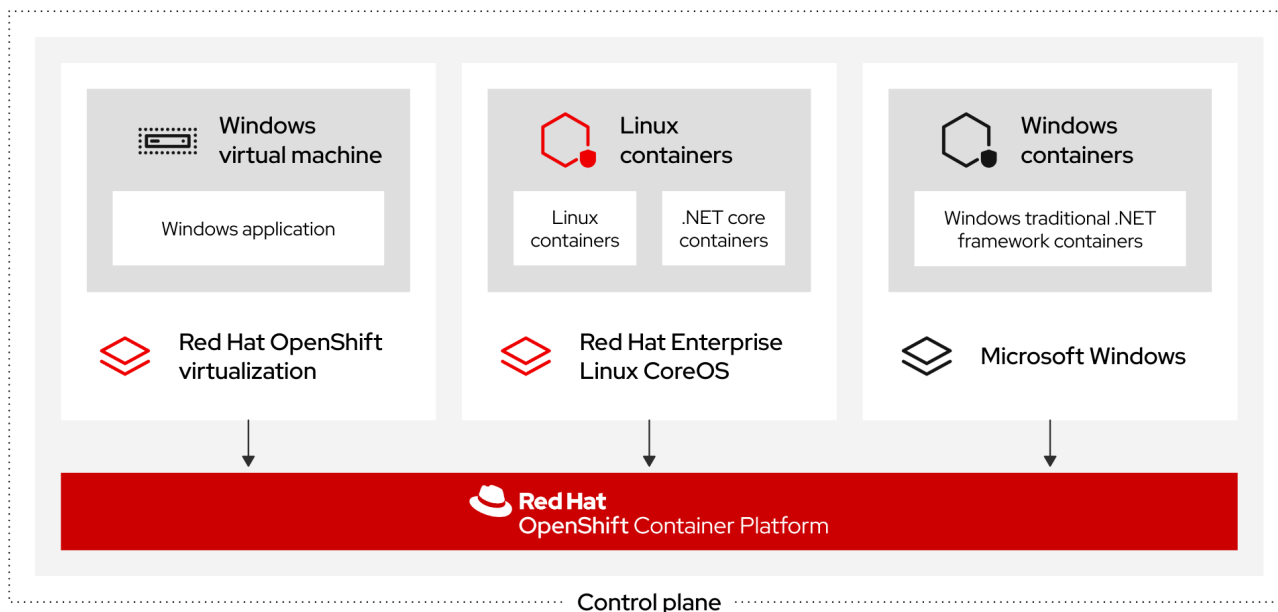 Windows
virtual machine
Windows application
Red Hat OpenShift
virtualization
Linux
containers
Linux
containers
.NET core
containers
Red Hat Enterprise
Linux CoreOS
Windows
containers
Windows traditional .NET
framework containers
Microsoft Windows
Red Hat
OpenShift Container Platform
Control plane